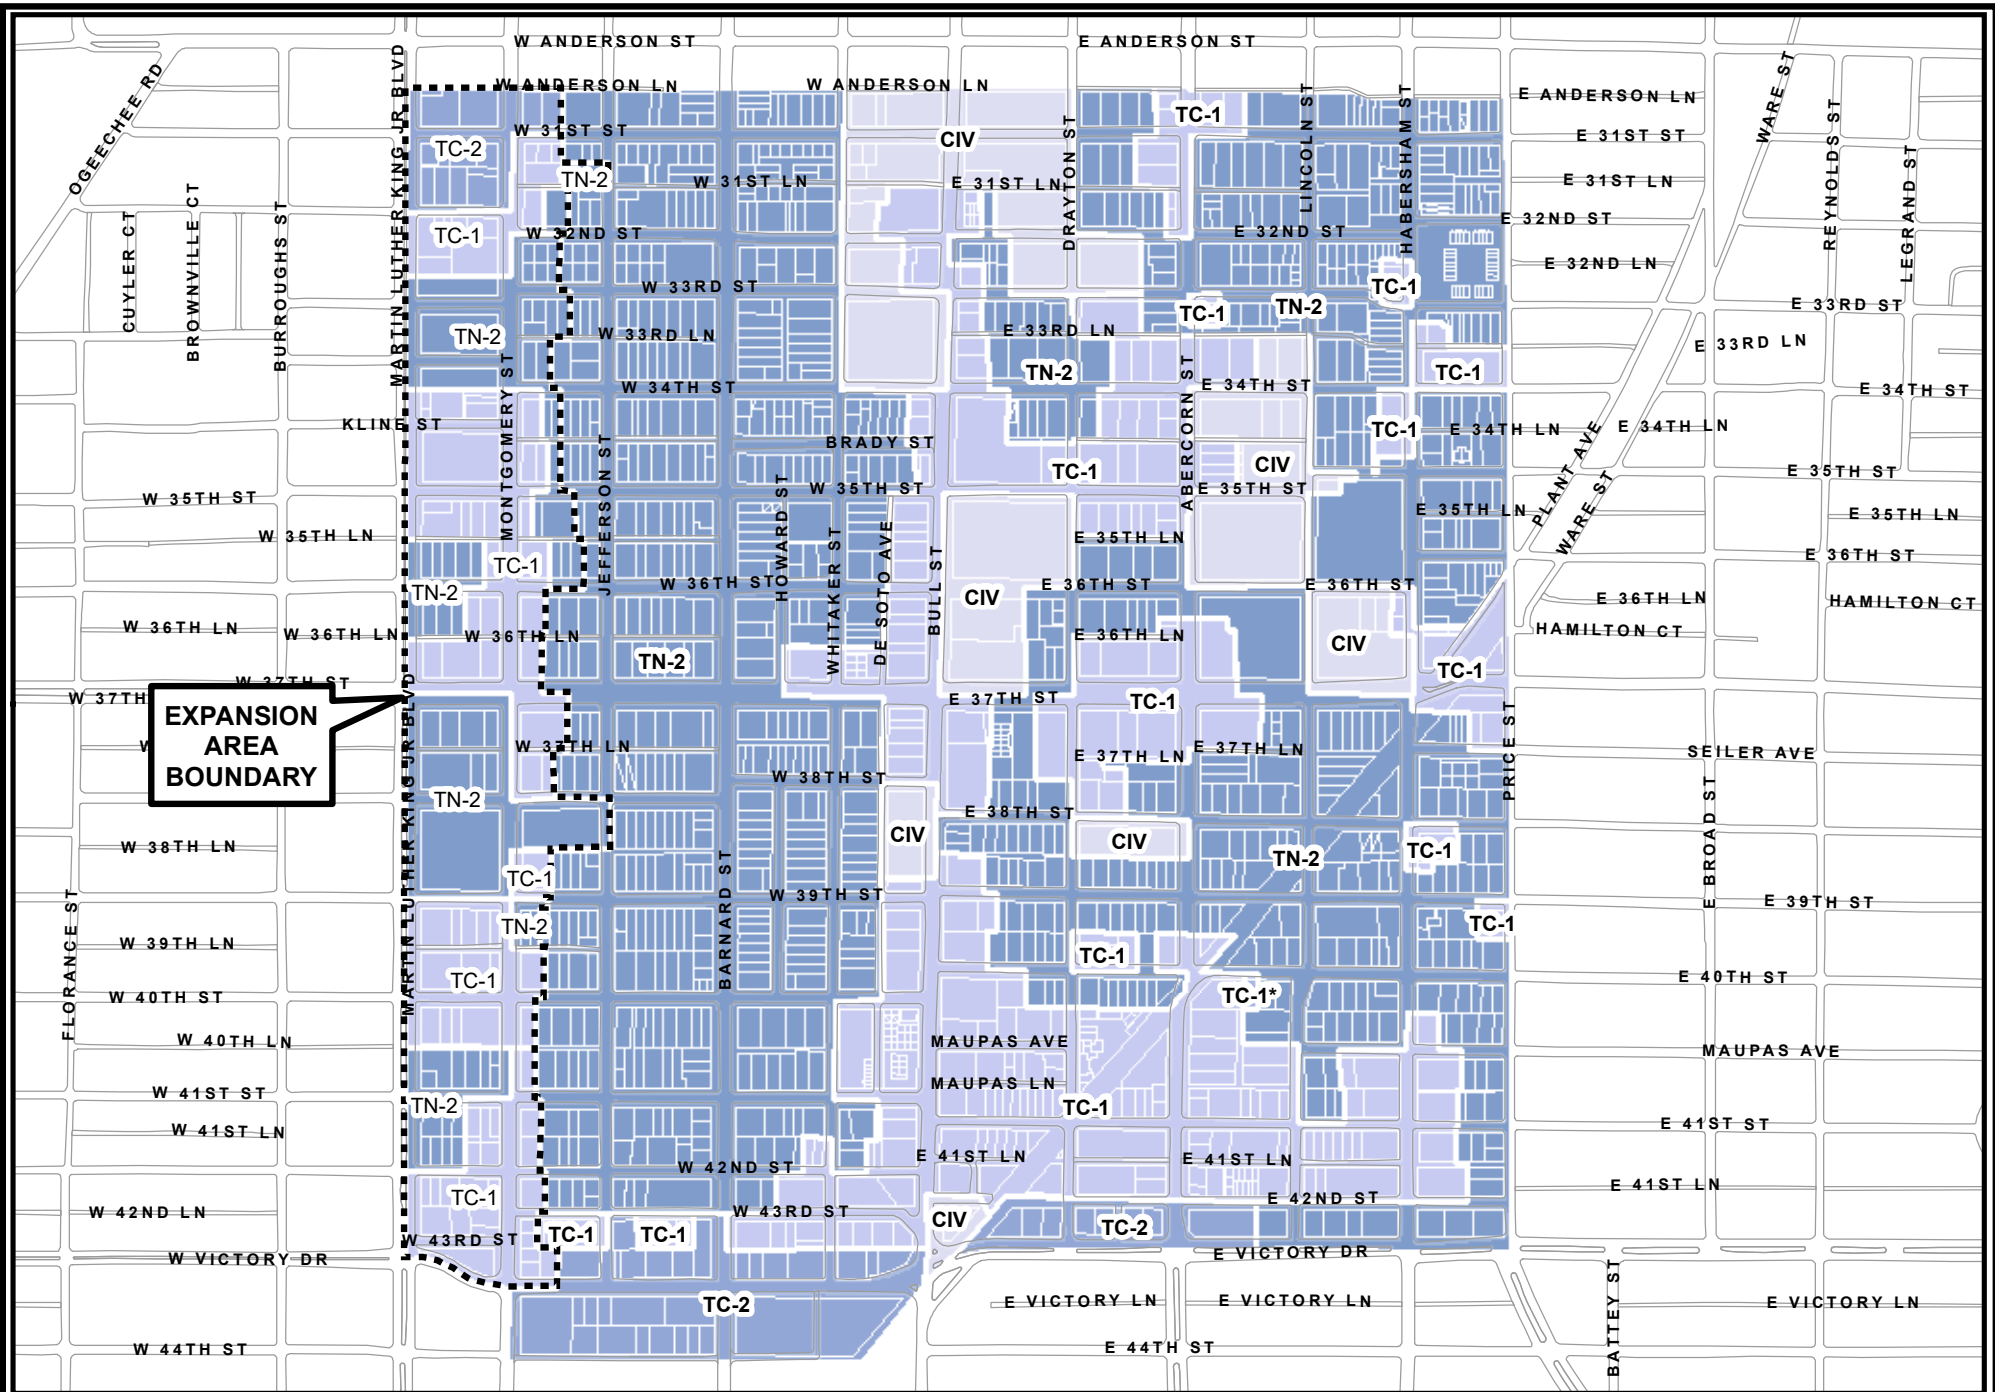 W ANDERSON ST
E ANDERSON ST
W ANDERSON LN
W ANDERSON LN
E ANDERSON LN
OGEECHEE RD
MARTIN LUTHER KING JR BLVD
WARE ST
TC-1
W 31ST ST
CIV
E 31ST ST
TC-2
LINCOLN ST
HABERSHAM ST
REYNOLDS ST
LEGRAND ST
DRAYTON ST
TN-2
W 31ST LN
E 31ST LN
E 31ST LN
CUYLER CT
BROWNVILLE CT
BURROUGHS ST
TC-1
W 32ND ST
E 32ND ST
E 32ND ST
E 32ND LN
W 33RD ST
TC-1
TC-1
TN-2
E 33RD ST
TN-2
W 33RD LN
E 33RD LN
E 33RD LN
MONTGOMERY ST
TN-2
TC-1
W 34TH ST
ABERCORN ST
E 34TH ST
E 34TH ST
KLINE ST
BRADY ST
TC-1
E 34TH LN
E 34TH LN
PLANT AVE
JEFFERSON ST
TC-1
CIV
W 35TH ST
W 35TH ST
E 35TH ST
E 35TH ST
HOWARD ST
E 35TH LN
E 35TH LN
WARE ST
W 35TH LN
WHITAKER ST
DE SOTO AVE
BULL ST
E 35TH LN
TC-1
E 36TH ST
TN-2
W 36TH ST
E 36TH ST
E 36TH ST
CIV
E 36TH LN
HAMILTON CT
W 36TH LN
W 36TH LN
W 36TH LN
E 36TH LN
HAMILTON CT
CIV
TN-2
TC-1
W 37TH ST
W 37TH
E 37TH ST
TC-1
MARTIN LUTHER KING JR BLVD
EXPANSION
AREA
BOUNDARY
W
W 37TH LN
E 37TH LN
E 37TH LN
PRICE ST
SEILER AVE
W 38TH ST
TN-2
E 38TH ST
E BROAD ST
CIV
CIV
TN-2
TC-1
W 38TH LN
BARNARD ST
TC-1
W 39TH ST
E 39TH ST
FLORANCE ST
TN-2
TC-1
W 39TH LN
TC-1
TC-1
E 40TH ST
W 40TH ST
TC-1*
W 40TH LN
MAUPAS AVE
MAUPAS AVE
MAUPAS LN
W 41ST ST
TN-2
TC-1
E 41ST ST
W 41ST LN
E 41ST LN
E 41ST LN
W 42ND ST
E 41ST LN
TC-1
E 42ND ST
W 42ND LN
W 43RD ST
CIV
TC-2
TC-1
TC-1
W 43RD ST
W VICTORY DR
E VICTORY DR
BATTEY ST
TC-2
E VICTORY LN
E VICTORY LN
E VICTORY LN
W 44TH ST
E 44TH ST